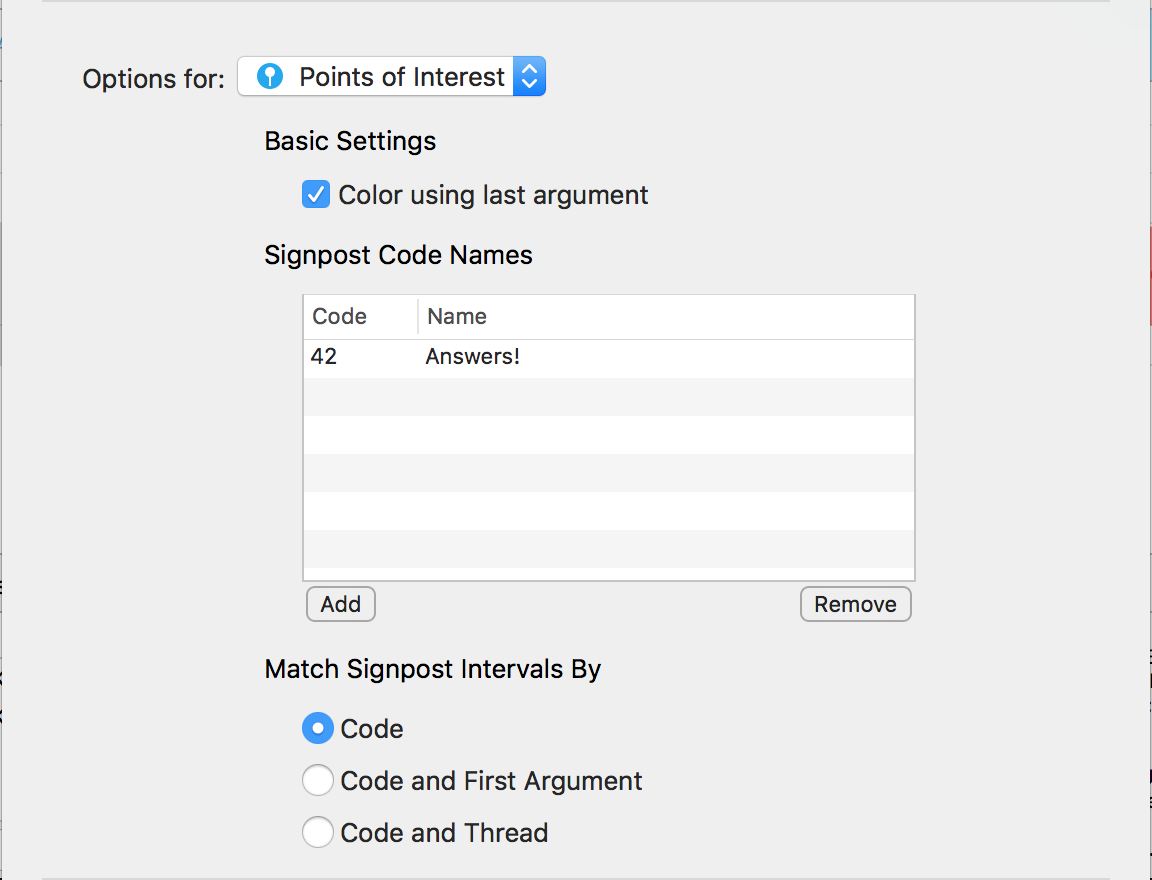 Options for: Points of Interest
Basic Settings
Color using last argument
Signpost Code Names
Code Name
42 Answers!
Add Remove
Match Signpost Intervals By
Code
Code and First Argument
Code and Thread